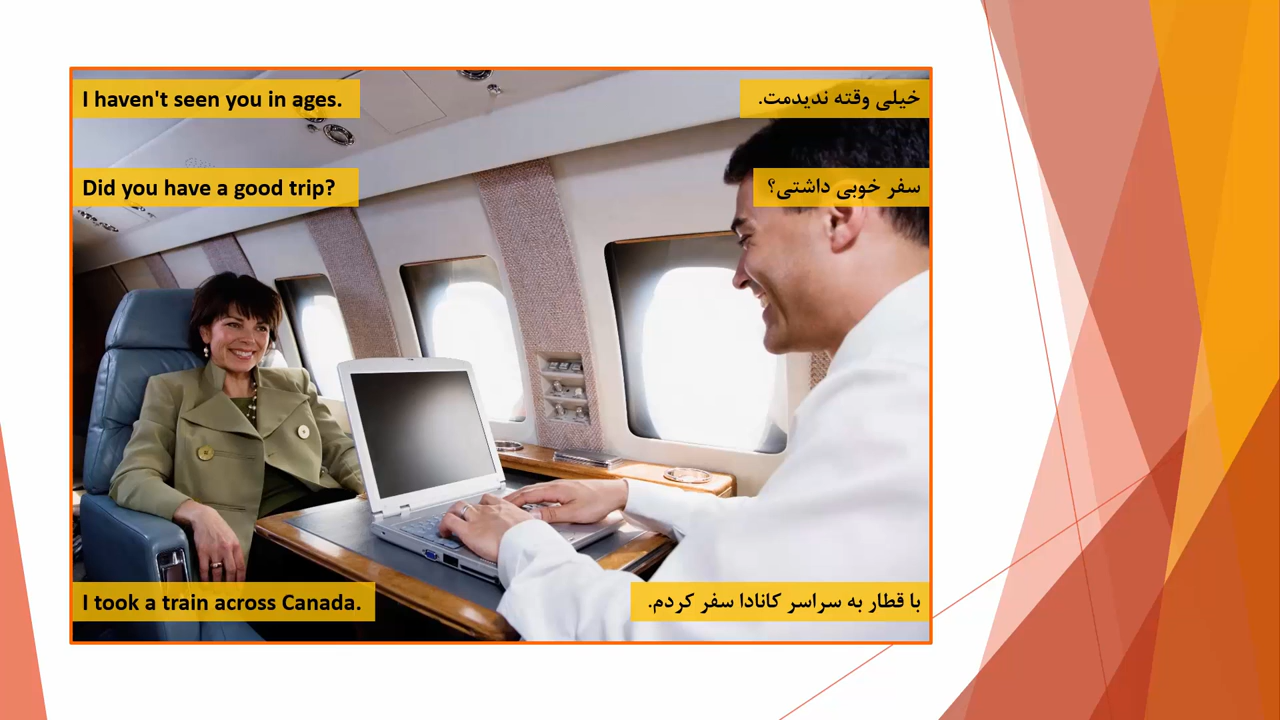 I haven't seen you in ages.
خیلی وقته ندیدمت.
Did you have a good trip?
سفر خوبی داشتی؟
I took a train across Canada.
با قطار به سراسر کانادا سفر کردم.